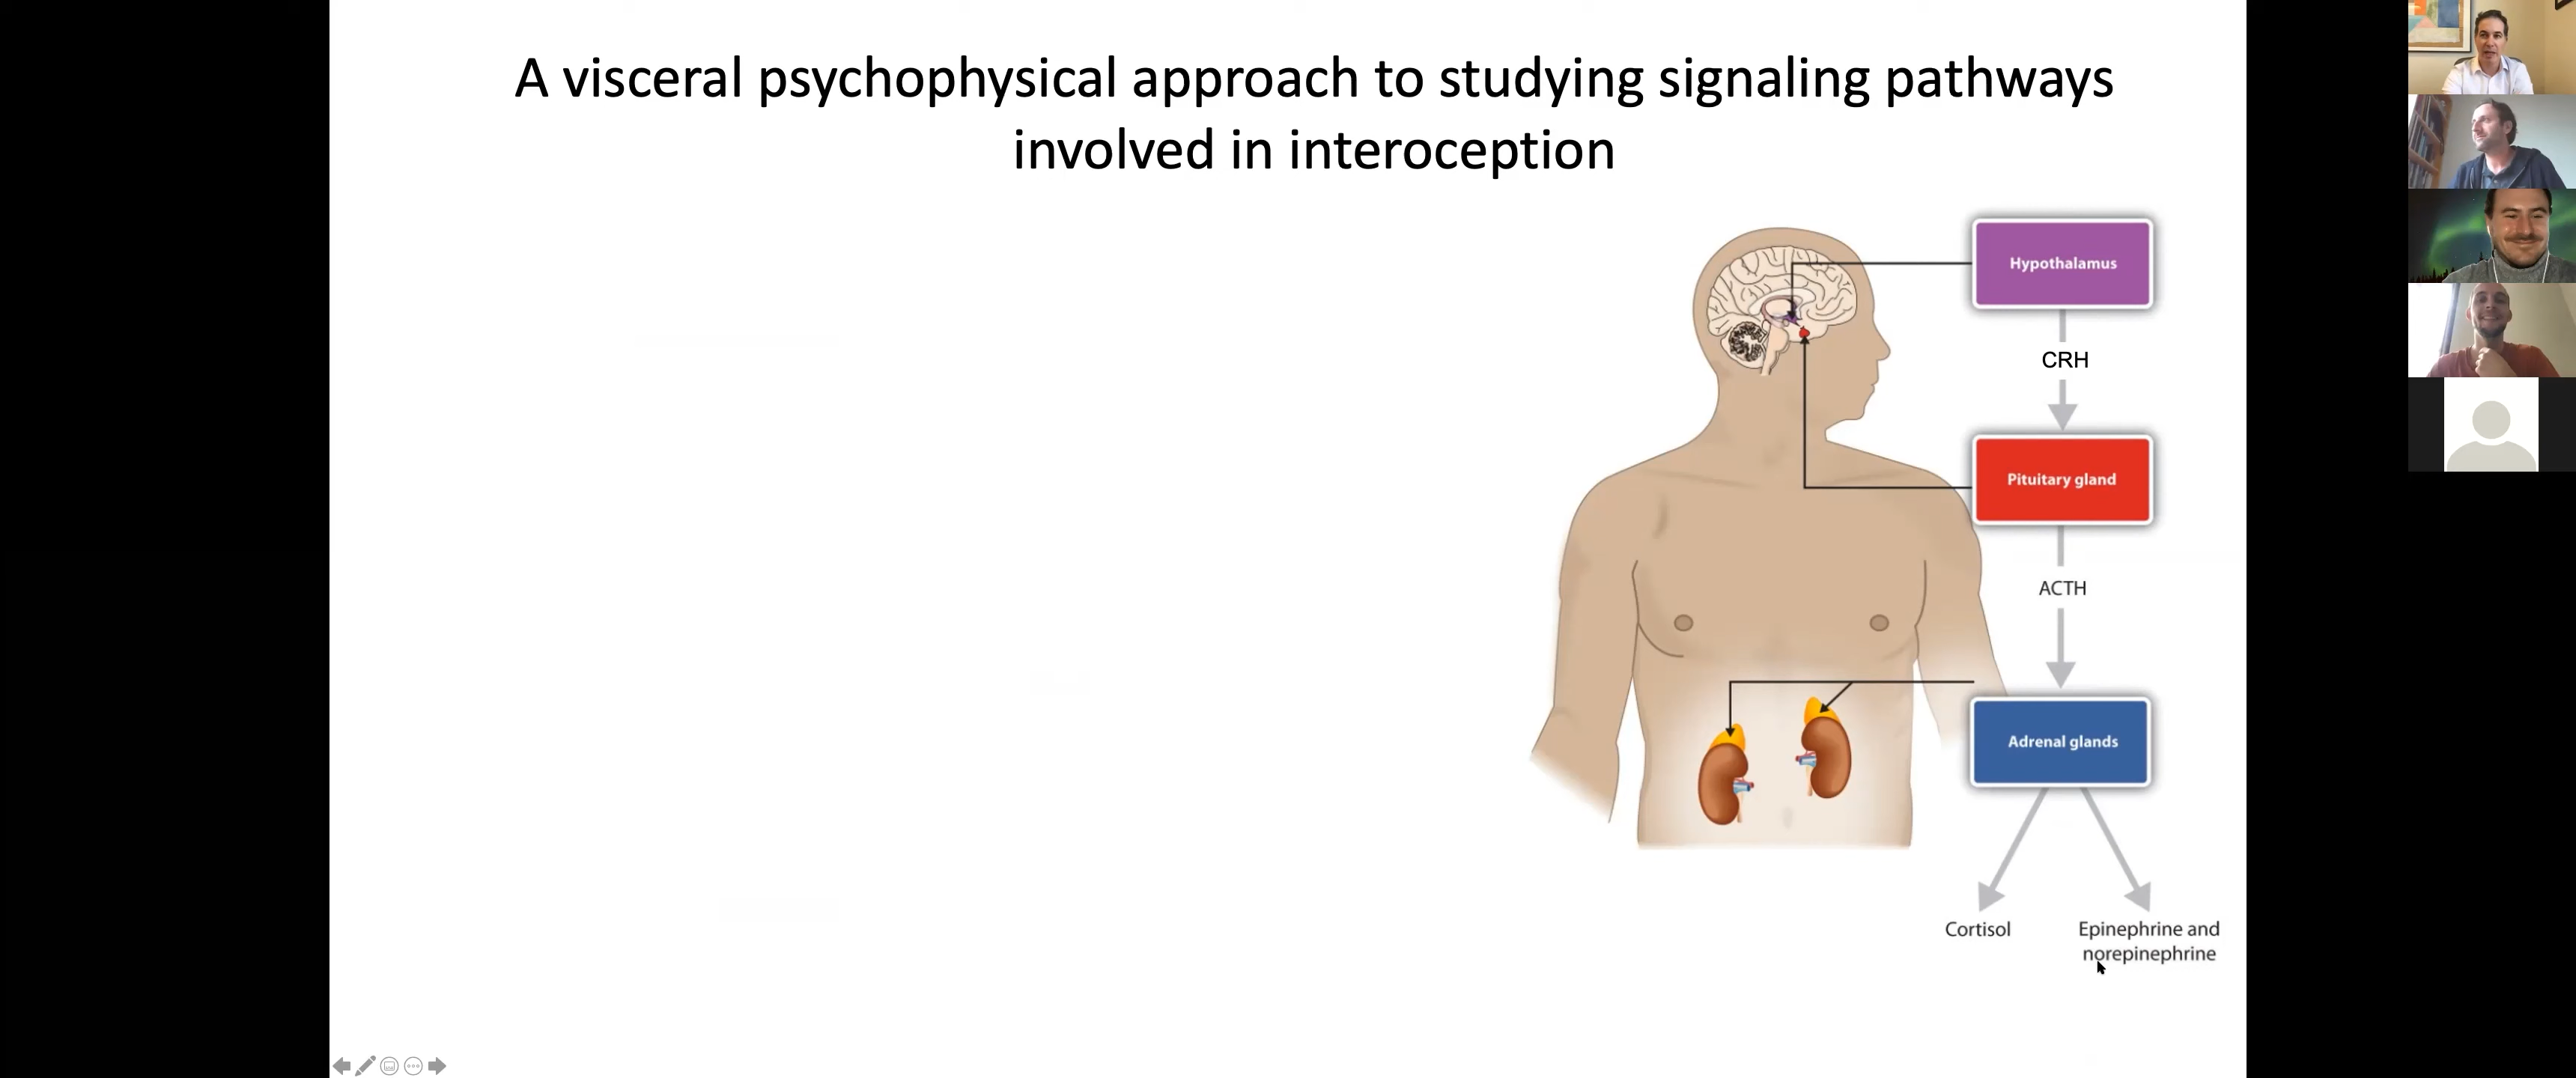 A visceral psychophysical approach to studying signaling pathways
involved in interoception
Hypothalamus
CRH
Pituitary gland
ACTH
Adrenal glands
Cortisol
Epinephrine and
norepinephrine